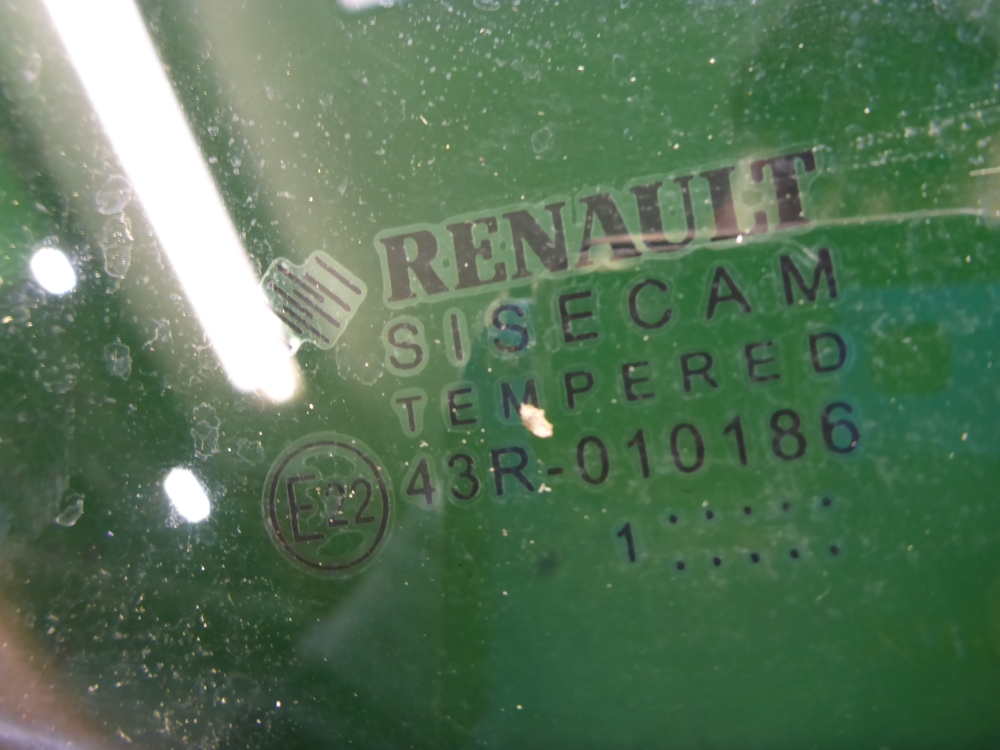 RENAULT
SISECAM
TEMPERED
E22 43R-010186
1 ..........